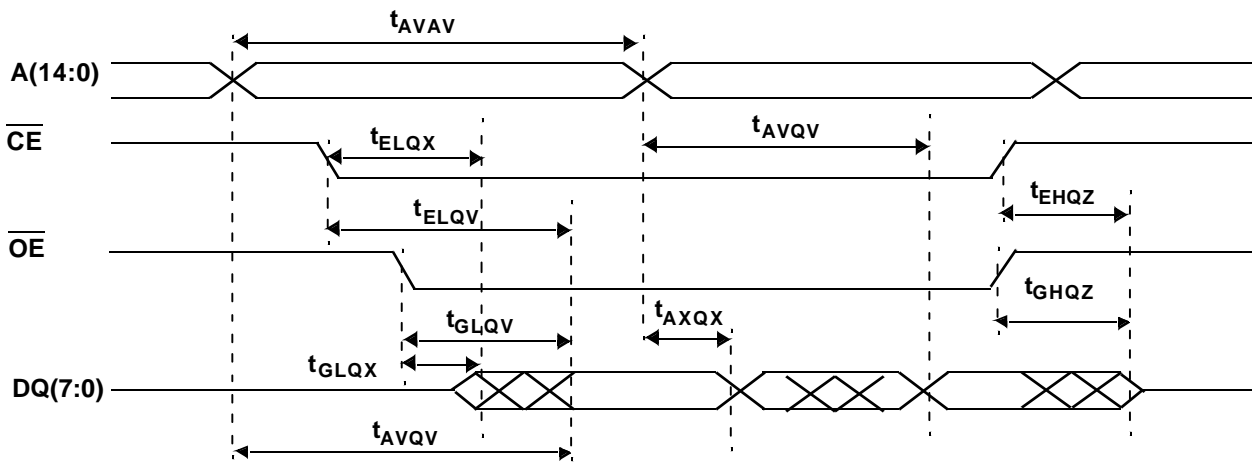 tAVAV
A(14:0)
CE
tELQX
tAVQV
tELQV
tEHQZ
OE
tGLQV
tAXQX
tGHQZ
tGLQX
DQ(7:0)
tAVQV